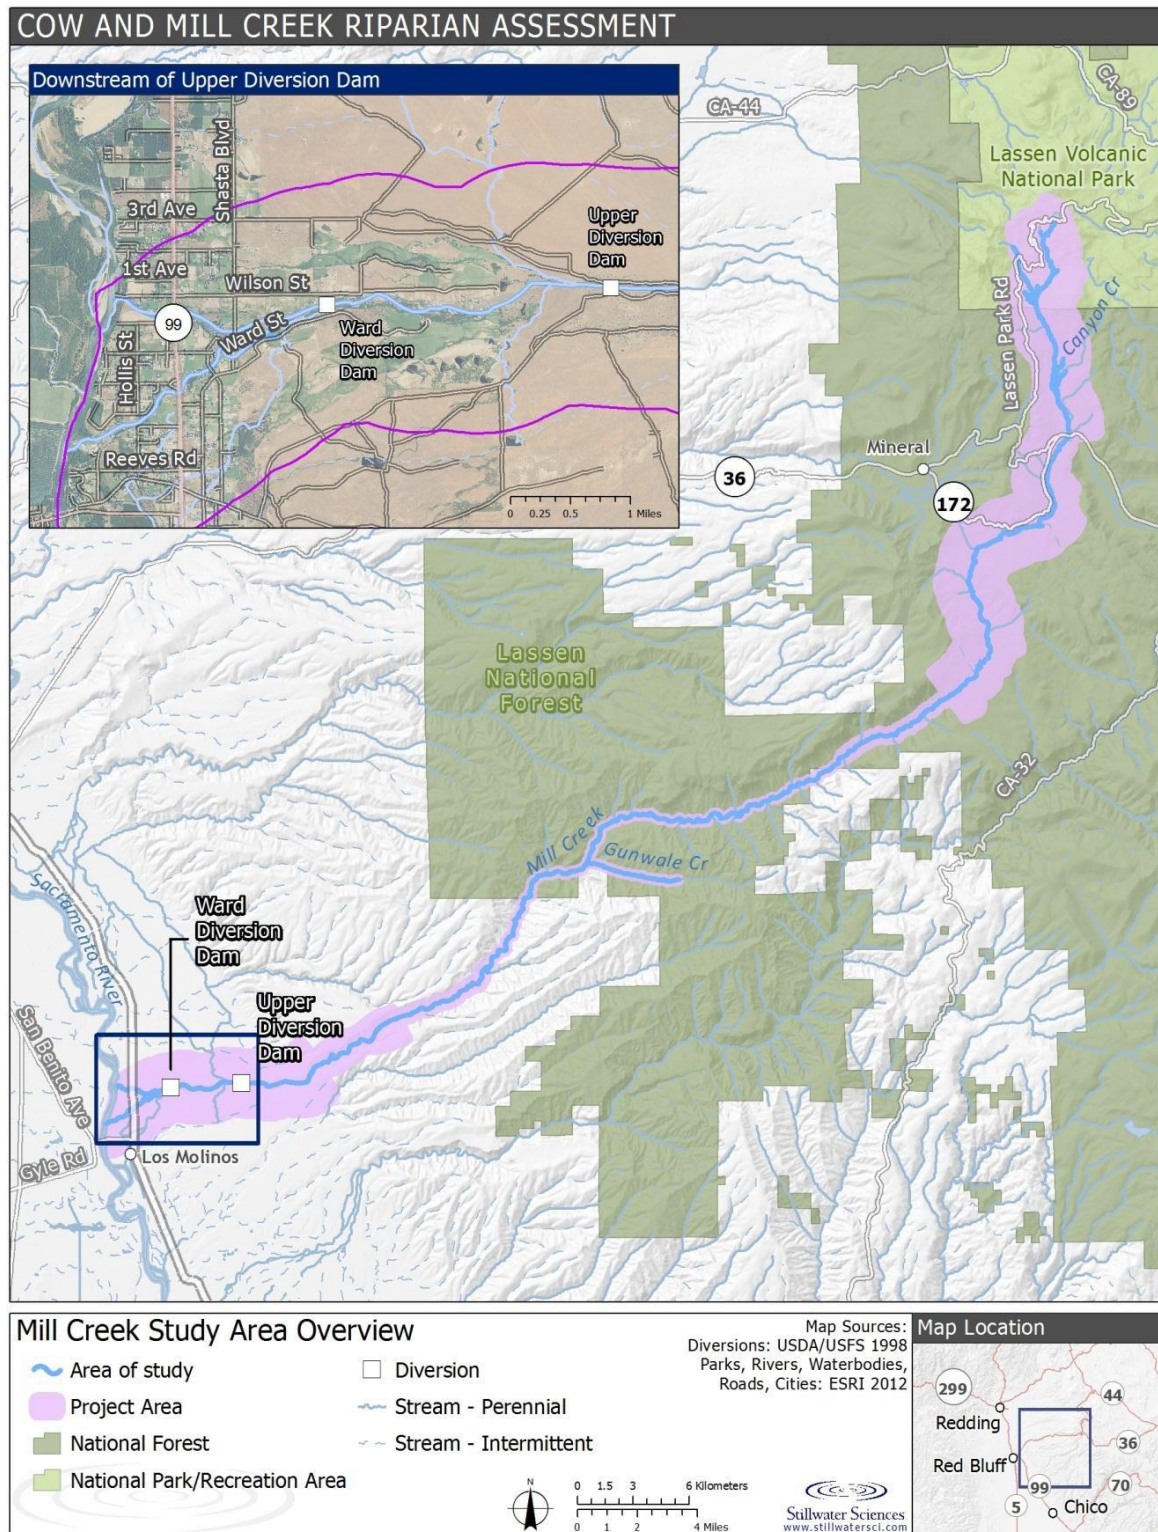 COW AND MILL CREEK RIPARIAN ASSESSMENT
Downstream of Upper Diversion Dam
3rd Ave
Shasta Blvd
1st Ave
Wilson St
99
Ward St
Hollis St
Reeves Rd
Ward
Diversion
Dam
Upper
Diversion
Dam
0 0.25 0.5 1 Miles
CA-44
CA-89
Lassen Volcanic
National Park
Lassen Park Rd
Canyon Cr
Mineral
36
172
Lassen
National
Forest
CA-32
Mill Creek
Gunwale Cr
Sacramento River
Ward
Diversion
Dam
Upper
Diversion
Dam
San Benito Ave
Gyle Rd
Los Molinos
Mill Creek Study Area Overview
Area of study
Project Area
National Forest
National Park/Recreation Area
Diversion
Stream - Perennial
Stream - Intermittent
Map Sources:
Diversions: USDA/USFS 1998
Parks, Rivers, Waterbodies,
Roads, Cities: ESRI 2012
N
0 1.5 3 6 Kilometers
0 1 2 4 Miles
Stillwater Sciences
www.stillwatersci.com
Map Location
299
44
Redding
36
Red Bluff
99
70
5
Chico